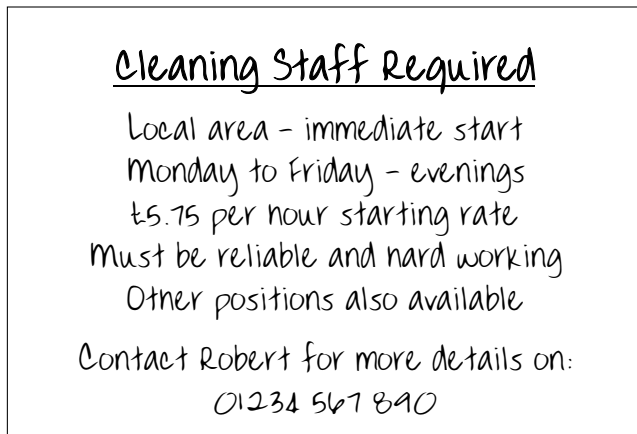 Cleaning Staff Required
Local area - immediate start
Monday to Friday - evenings
£5.75 per hour starting rate
Must be reliable and hard working
Other positions also available
Contact Robert for more details on:
01234 567 890